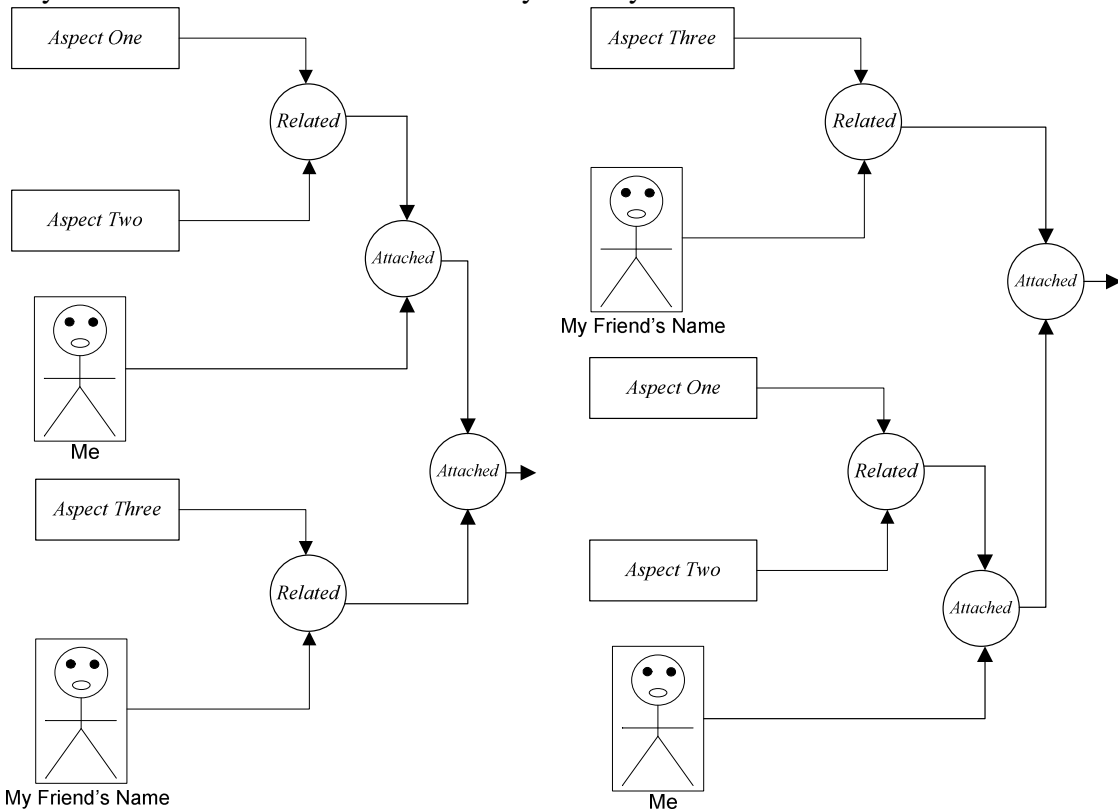 Aspect One
Related
Aspect Two
Attached
Me
Attached
Aspect Three
Related
My Friend's Name
Aspect Three
Related
Attached
My Friend's Name
Aspect One
Related
Aspect Two
Attached
Me